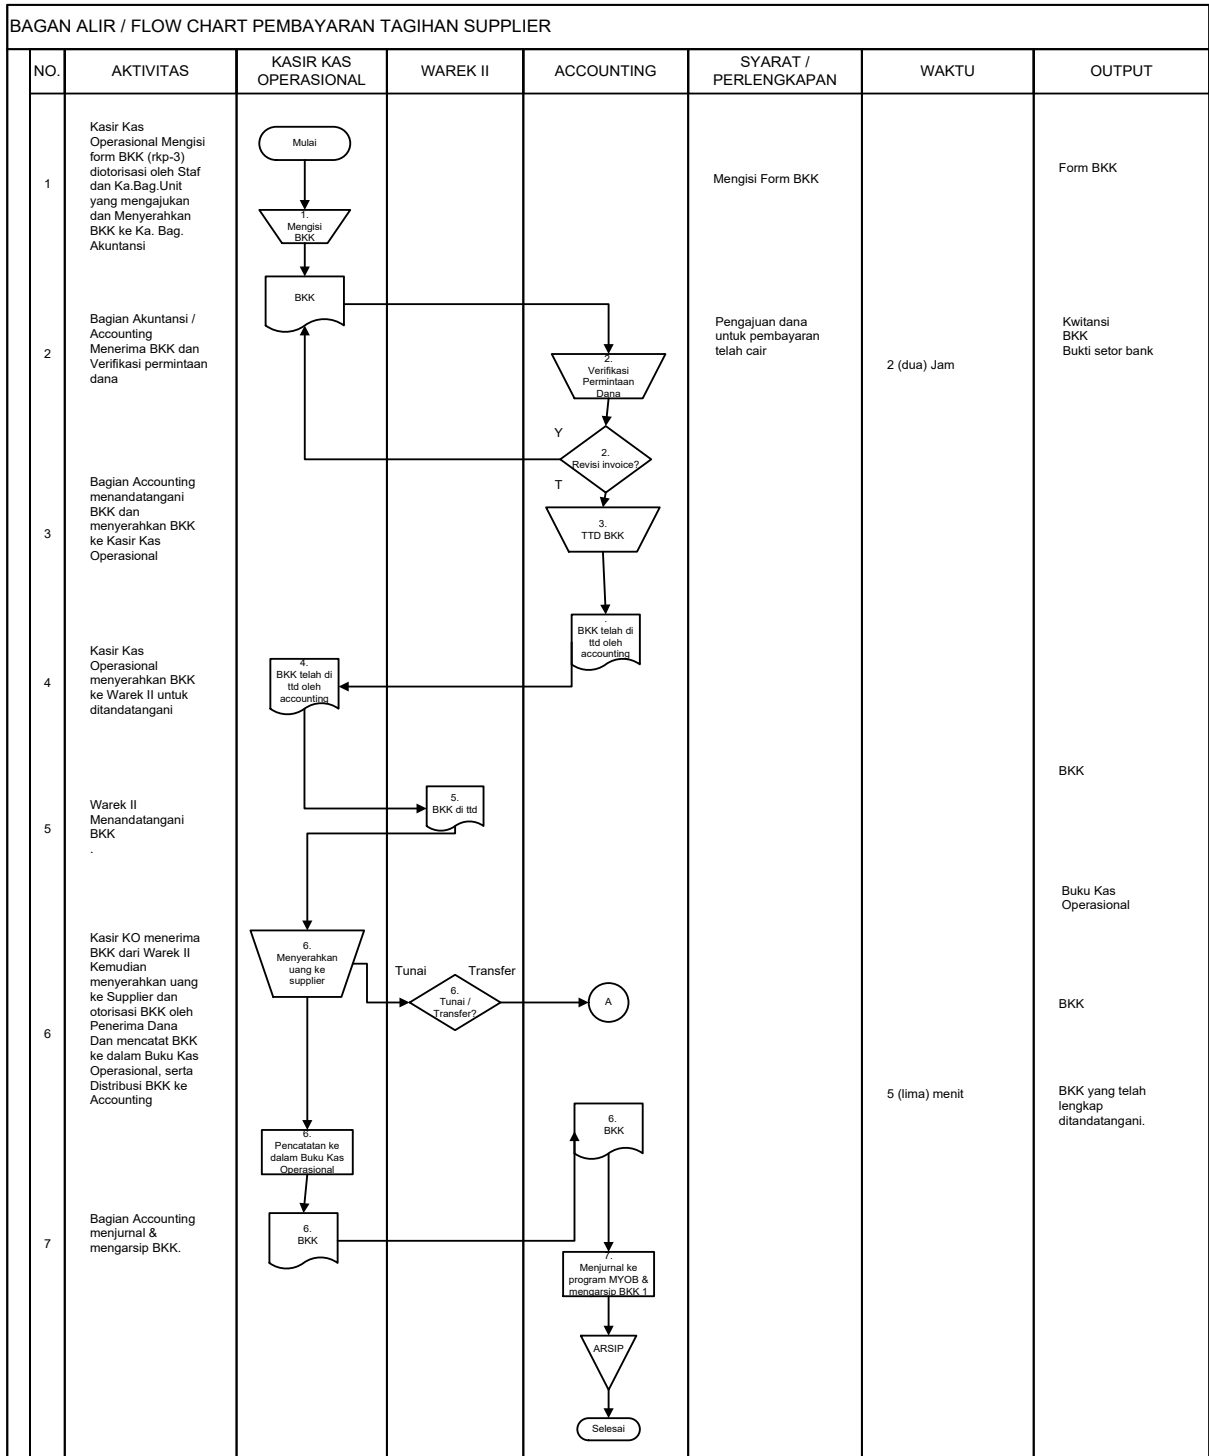 BAGAN ALIR / FLOW CHART PEMBAYARAN TAGIHAN SUPPLIER
NO.
AKTIVITAS
KASIR KAS
OPERASIONAL
WAREK II
ACCOUNTING
SYARAT /
PERLENGKAPAN
WAKTU
OUTPUT
1
Kasir Kas
Operasional Mengisi
form BKK (rkp-3)
diotorisasi oleh Staf
dan Ka.Bag.Unit
yang mengajukan
dan Menyerahkan
BKK ke Ka. Bag.
Akuntansi
Mulai
1.
Mengisi
BKK
BKK
Mengisi Form BKK
Form BKK
2
Bagian Akuntansi /
Accounting
Menerima BKK dan
Verifikasi permintaan
dana
2.
Verifikasi
Permintaan
Dana
Y
2.
Revisi invoice?
T
Pengajuan dana
untuk pembayaran
telah cair
2 (dua) Jam
Kwitansi
BKK
Bukti setor bank
3
Bagian Accounting
menandatangani
BKK dan
menyerahkan BKK
ke Kasir Kas
Operasional
3.
TTD BKK
.
BKK telah di
ttd oleh
accounting
4
Kasir Kas
Operasional
menyerahkan BKK
ke Warek II untuk
ditandatangani
4.
BKK telah di
ttd oleh
accounting
BKK
5
Warek II
Menandatangani
BKK
.
5.
BKK di ttd
Buku Kas
Operasional
6
Kasir KO menerima
BKK dari Warek II
Kemudian
menyerahkan uang
ke Supplier dan
otorisasi BKK oleh
Penerima Dana
Dan mencatat BKK
ke dalam Buku Kas
Operasional, serta
Distribusi BKK ke
Accounting
6.
Menyerahkan
uang ke
supplier
Tunai
Transfer
6.
Tunai /
Transfer?
A
BKK
6.
Pencatatan ke
dalam Buku Kas
Operasional
6.
BKK
5 (lima) menit
BKK yang telah
lengkap
ditandatangani.
7
Bagian Accounting
menjurnal &
mengarsip BKK.
6.
BKK
7.
Menjurnal ke
program MYOB &
mengarsip BKK 1
ARSIP
Selesai